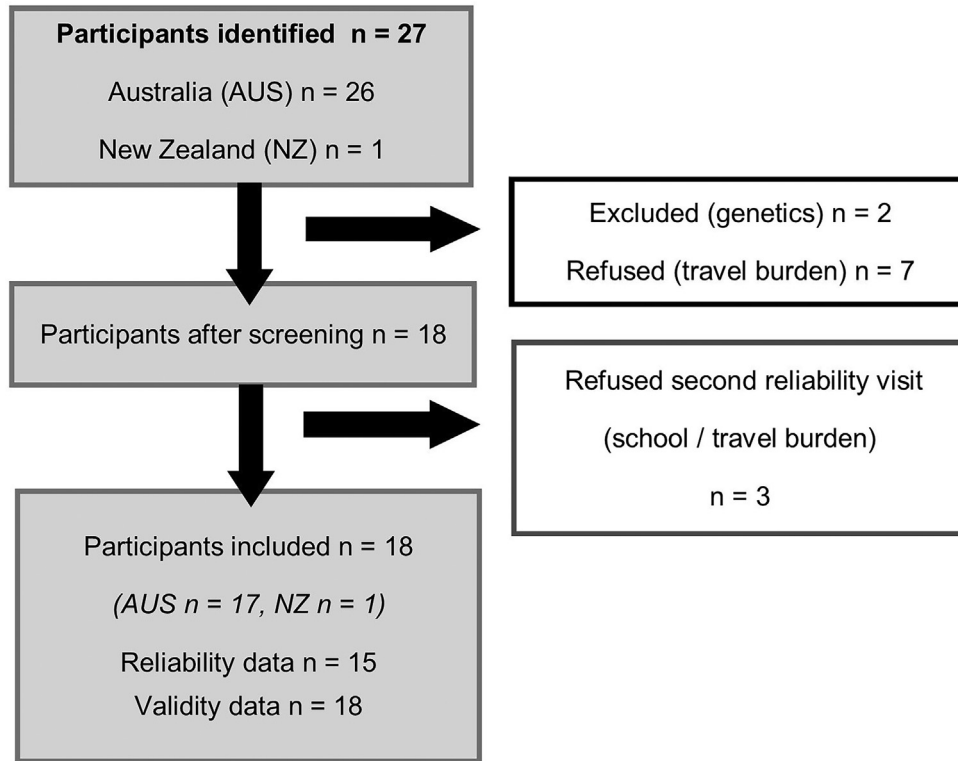 Participants identified n = 27
Australia (AUS) n = 26
New Zealand (NZ) n = 1
Excluded (genetics) n = 2
Refused (travel burden) n = 7
Participants after screening n = 18
Refused second reliability visit
(school / travel burden)
n = 3
Participants included n = 18
(AUS n = 17, NZ n = 1)
Reliability data n = 15
Validity data n = 18